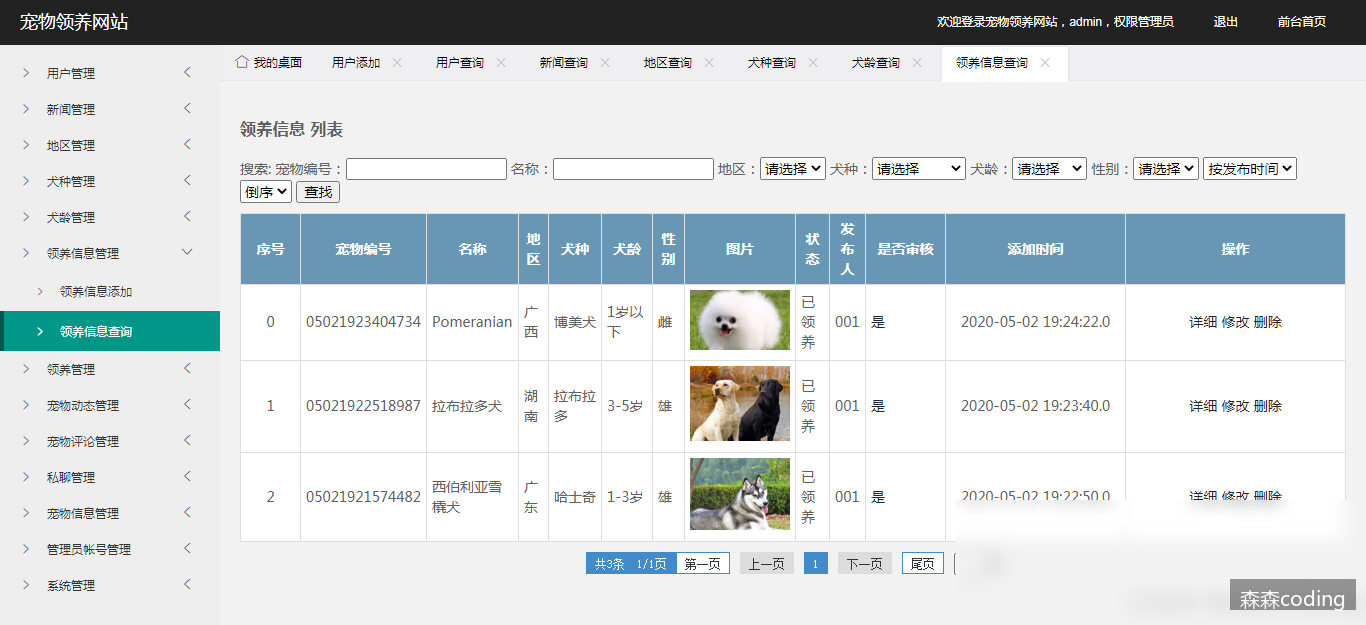 宠物领养网站
欢迎登录宠物领养网站，admin，权限管理员 退出 前台首页
用户管理
新闻管理
地区管理
犬种管理
犬龄管理
领养信息管理
领养信息添加
领养信息查询
领养管理
宠物动态管理
宠物评论管理
私聊管理
宠物信息管理
管理员帐号管理
系统管理
我的桌面 用户添加 用户查询 新闻查询 地区查询 犬种查询 犬龄查询 领养信息查询
领养信息 列表
搜索: 宠物编号： 名称： 地区： 请选择 犬种： 请选择 犬龄： 请选择 性别： 请选择 按发布时间
倒序 查找
序号 宠物编号 名称 地区 犬种 犬龄 性别 图片 状态 发布人 是否审核 添加时间 操作
0 05021923404734 Pomeranian 广西 博美犬 1岁以下 雌 已领养 001 是 2020-05-02 19:24:22.0 详细 修改 删除
1 05021922518987 拉布拉多犬 湖南 拉布拉多 3-5岁 雄 已领养 001 是 2020-05-02 19:23:40.0 详细 修改 删除
2 05021921574482 西伯利亚雪橇犬 广东 哈士奇 1-3岁 雄 已领养 001 是 2020-05-02 19:22:50.0 详细 修改 删除
共3条 1/1页 第一页 上一页 1 下一页 尾页
森森coding